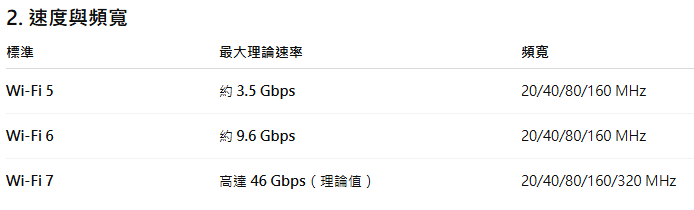 2. 速度與頻寬
標準 最大理論速率 頻寬
Wi-Fi 5 約 3.5 Gbps 20/40/80/160 MHz
Wi-Fi 6 約 9.6 Gbps 20/40/80/160 MHz
Wi-Fi 7 高達 46 Gbps（理論值） 20/40/80/160/320 MHz